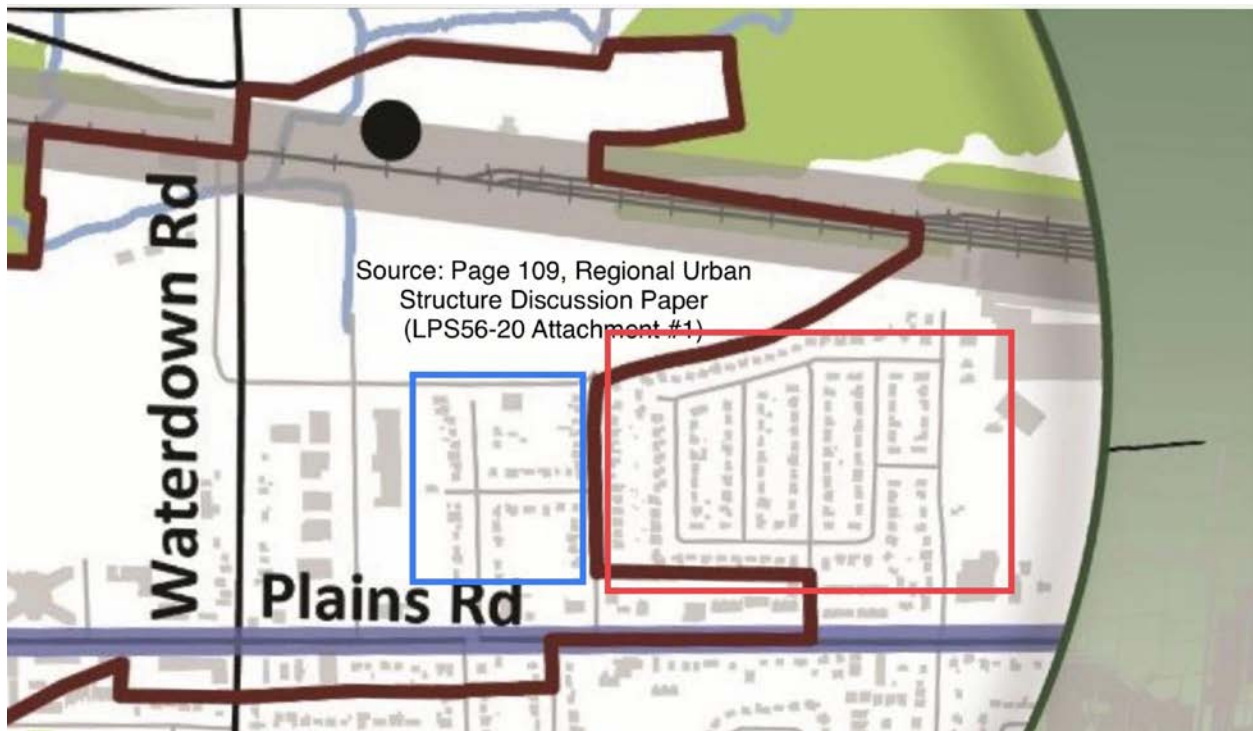 Waterdown Rd
Source: Page 109, Regional Urban
Structure Discussion Paper
(LPS56-20 Attachment #1)
Plains Rd